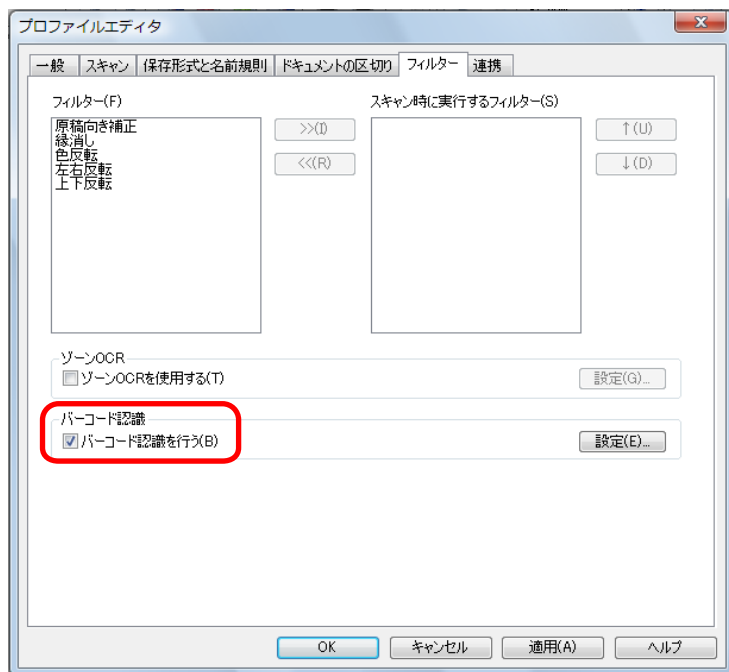 プロファイルエディタ
一般 スキャン 保存形式と名前規則 ドキュメントの区切り フィルター 連携
フィルター(F) スキャン時に実行するフィルター(S)
原稿向き補正
縁消し
色反転
左右反転
上下反転
>>(I)
<<(R)
↑(U)
↓(D)
ゾーンOCR
ゾーンOCRを使用する(T) 設定(G)...
バーコード認識
バーコード認識を行う(B) 設定(E)...
OK キャンセル 適用(A) ヘルプ